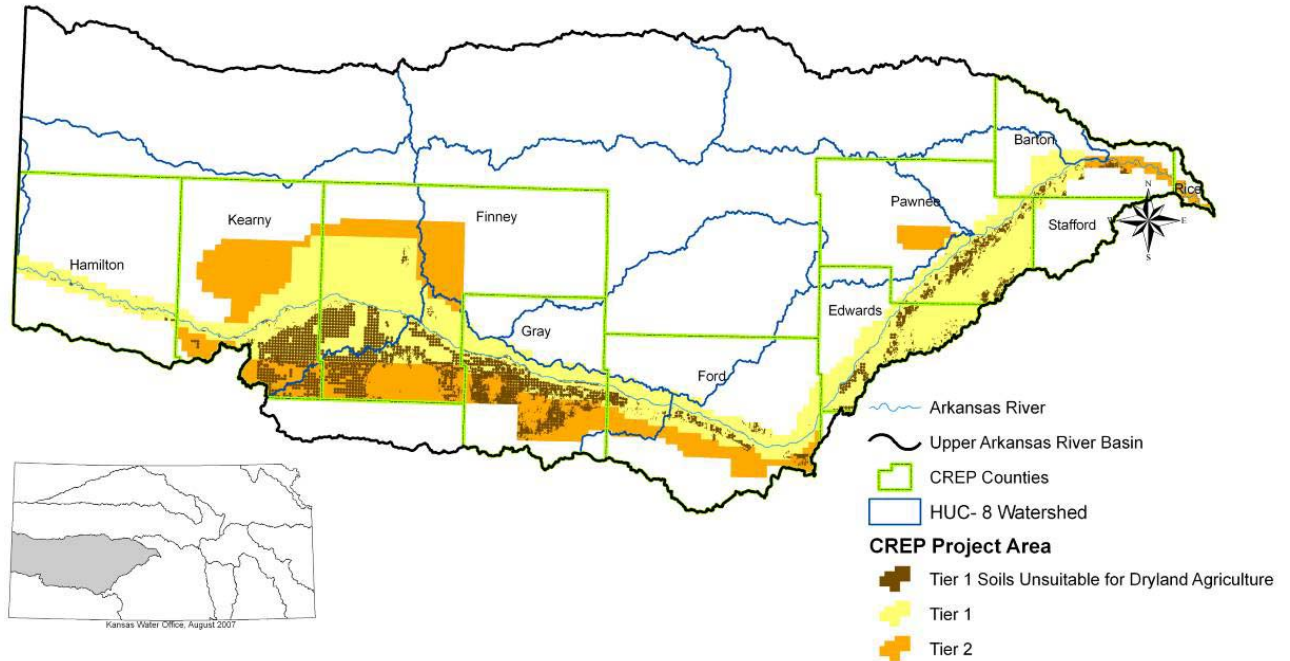 Barton
Rice
Pawnee
Stafford
Kearny
Finney
Hamilton
Edwards
Gray
Ford
N
W
E
S
Arkansas River
Upper Arkansas River Basin
CREP Counties
HUC- 8 Watershed
CREP Project Area
Tier 1 Soils Unsuitable for Dryland Agriculture
Tier 1
Tier 2
Kansas Water Office, August 2007